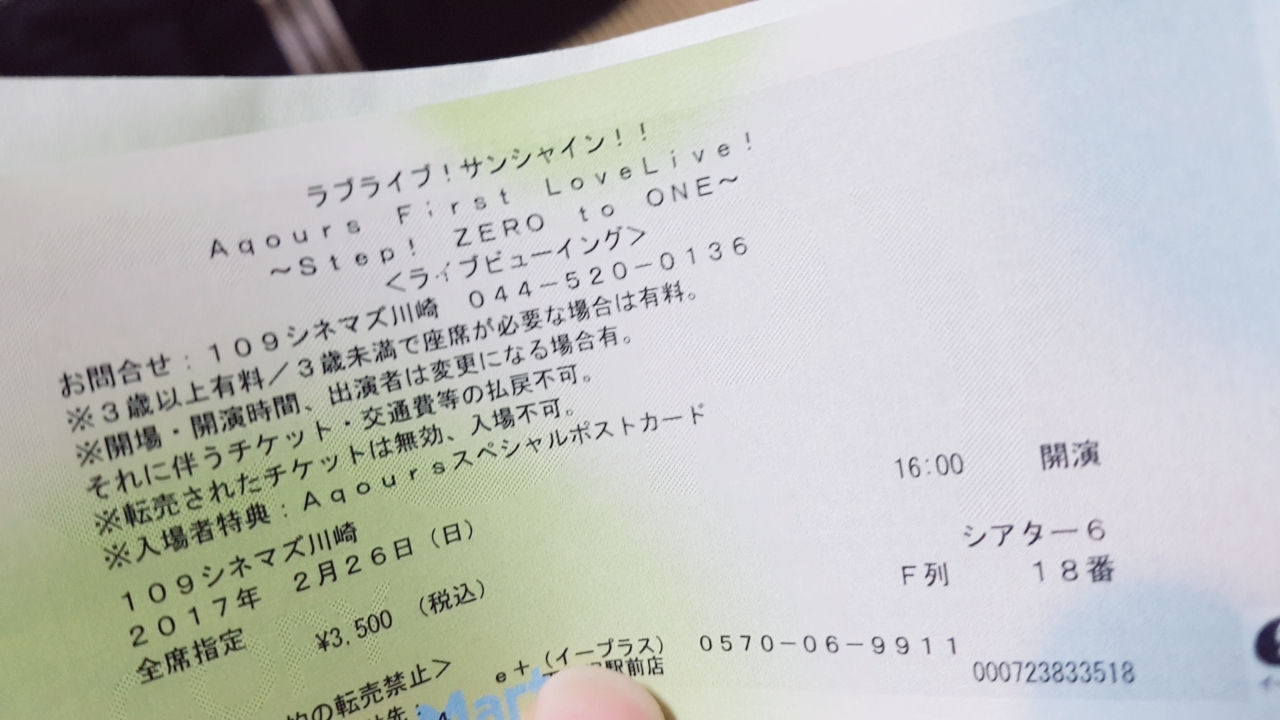 ラブライブ!サンシャイン!!
Aqours First LoveLive!
~Step! ZERO to ONE~
<ライブビューイング>
お問合せ:109シネマズ川崎 044-520-0136
※3歳以上有料/3歳未満で座席が必要な場合は有料。
※開場・開演時間、出演者は変更になる場合有。
それに伴うチケット・交通費等の払戻不可。
※転売されたチケットは無効、入場不可。
※入場者特典:Aqoursスペシャルポストカード
109シネマズ川崎
2017年 2月26日(日) 16:00 開演
シアター6
全席指定 ¥3,500 (税込) F列 18番
の転売禁止> e+(イープラス) 0570-06-9911
駅前店 000723833518
Mart